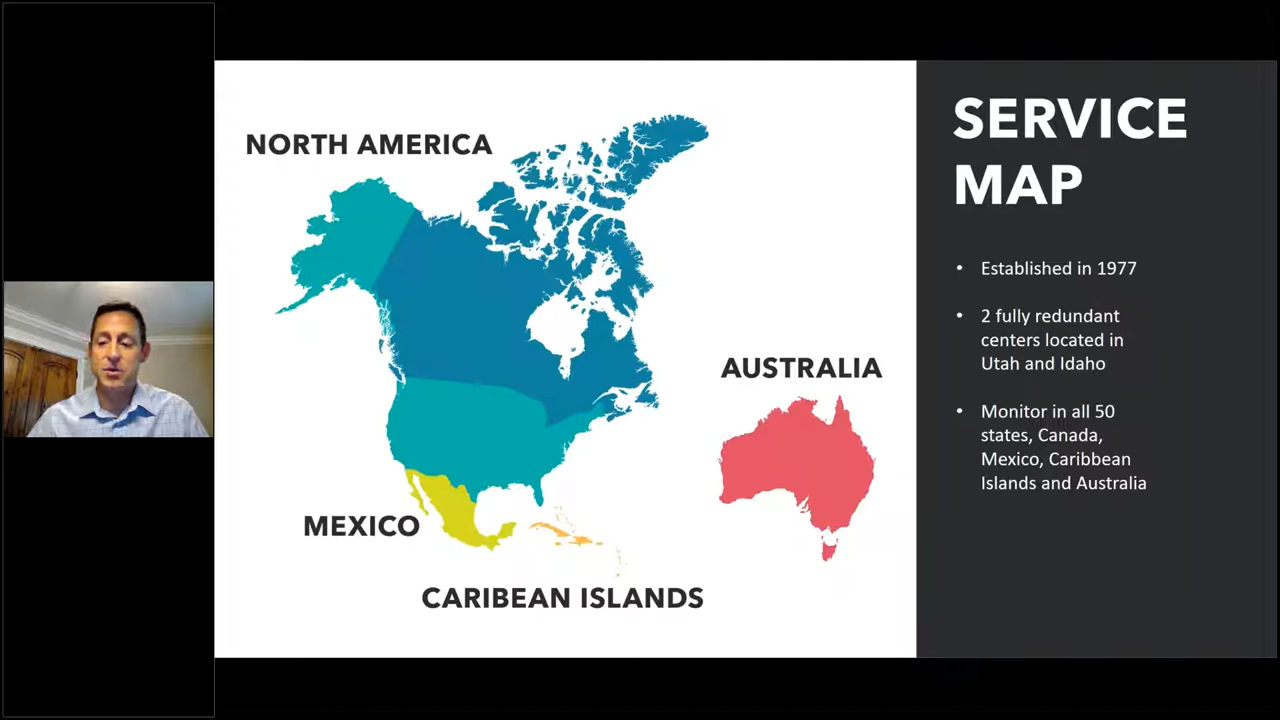 NORTH AMERICA
AUSTRALIA
MEXICO
CARIBEAN ISLANDS
SERVICE
MAP
• Established in 1977
• 2 fully redundant
centers located in
Utah and Idaho
• Monitor in all 50
states, Canada,
Mexico, Caribbean
Islands and Australia